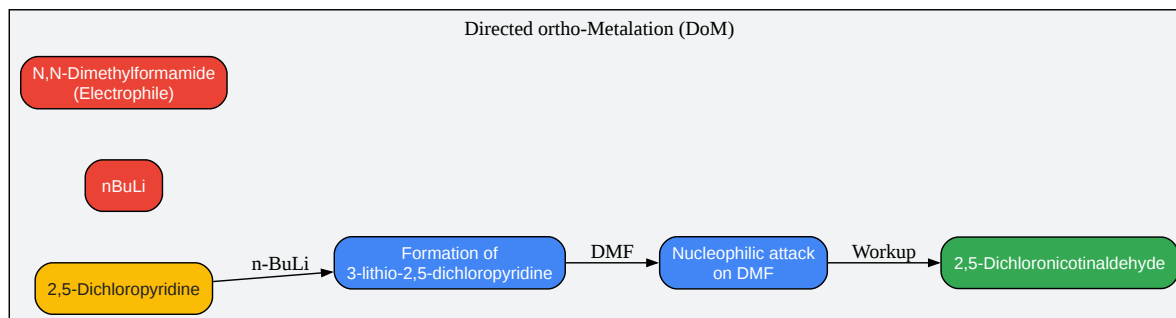 Directed ortho-Metalation (DoM)
N,N-Dimethylformamide
(Electrophile)
nBuLi
2,5-Dichloropyridine
n-BuLi
Formation of
3-lithio-2,5-dichloropyridine
DMF
Nucleophilic attack
on DMF
Workup
2,5-Dichloronicotinaldehyde